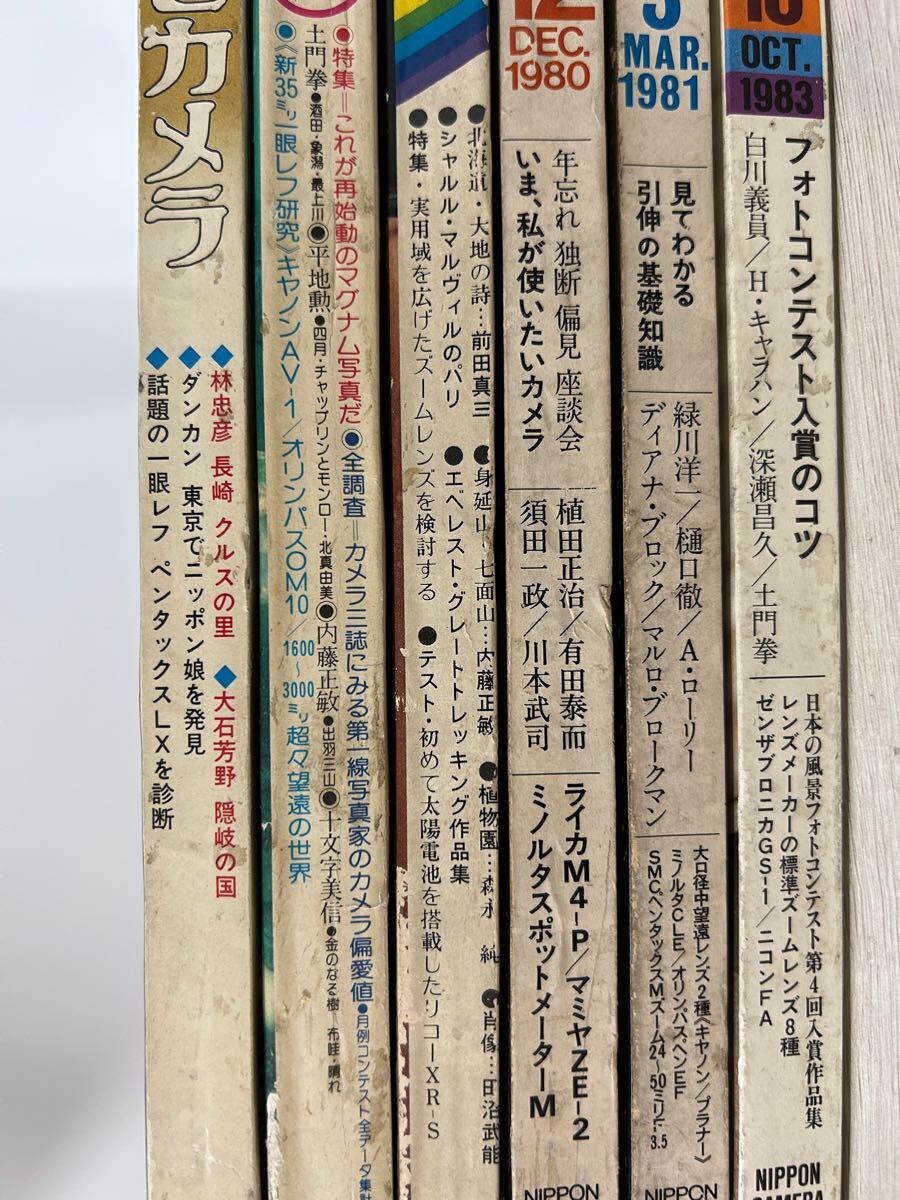 カメラ
◆林忠彦 長崎 クルスの里 ◆大石芳野 隠岐の国
◆ダンカン 東京でニッポン娘を発見
◆話題の一眼レフ ペンタックスLXを診断
●特集＝これが再始動のマグナム写真だ ●全調査＝カメラ三誌にみる第一線写真家のカメラ偏愛値 ●月例コンテスト全データ集計
土門拳●酒田・象潟・最上川 ●平地勲●四月・チャップリンとモンロー・北真由美 ●内藤正敏●出羽三山 ●十文字美信●金のなる樹＝布哇・晴れ
●《新35ミリ一眼レフ研究》キヤノンAV-1／オリンパスOM10／1600〜3000ミリ超々望遠の世界
●北海道・大地の詩…前田真三 ●身延山・七面山…内藤正敏 ●植物園…森永 純 ●肖像…田沼武能
●シャルル・マルヴィルのパリ ●エベレスト・グレートトレッキング作品集
●特集・実用域を広げたズームレンズを検討する ●テスト・初めて太陽電池を搭載したリコーXR-S
12
DEC.
1980
年忘れ 独断 偏見 座談会
いま、私が使いたいカメラ
植田正治／有田泰而
須田一政／川本武司
ライカM4-P／マミヤZE-2
ミノルタスポットメーターM
NIPPON
3
MAR.
1981
見てわかる
引伸の基礎知識
緑川洋一／樋口徹／A・ローリー
ディアナ・ブロック／マルロ・ブロークマン
大口径中望遠レンズ2種《キヤノン／プラナー》
ミノルタCLE／オリンパスペンEF
SMCペンタックスMズーム24〜50ミリF3.5
NIPPON
10
OCT.
1983
フォトコンテスト入賞のコツ
白川義員／H・キャラハン／深瀬昌久／土門拳
日本の風景フォトコンテスト第4回入賞作品集
レンズメーカーの標準ズームレンズ8種
ゼンザブロニカGS-1／ニコンFA
NIPPON
CAMERA